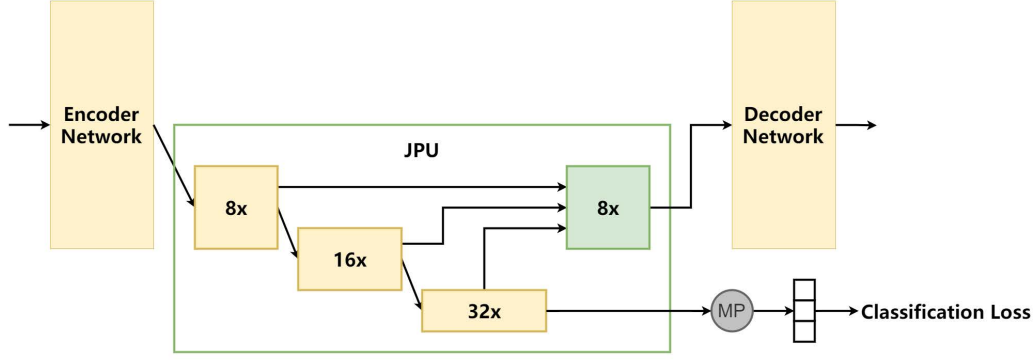 Encoder
Network
Decoder
Network
JPU
8x
8x
16x
32x
MP
Classification Loss